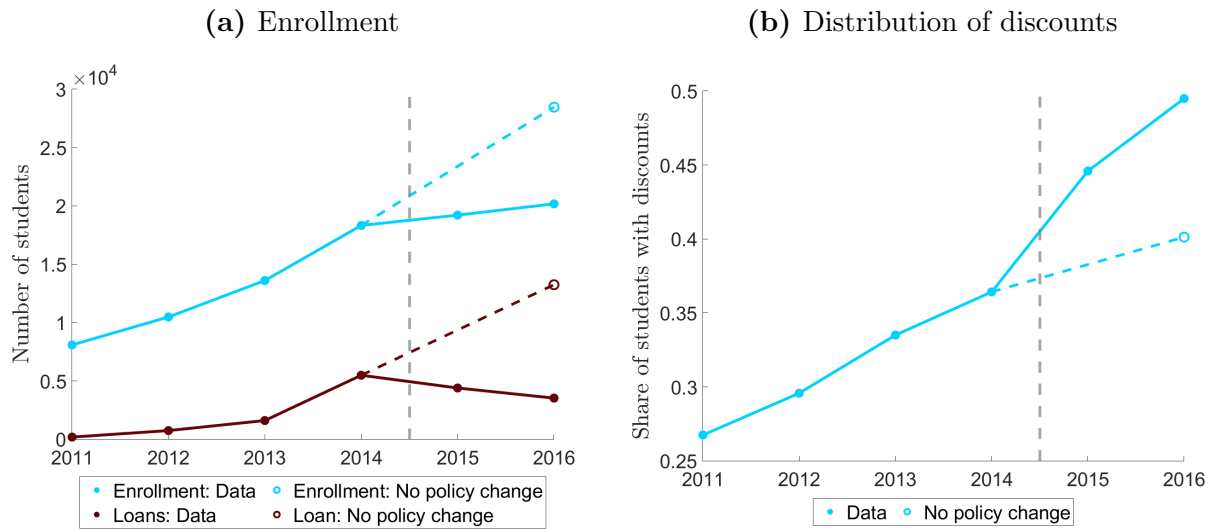 (a) Enrollment
×10⁴
3
2.5
2
1.5
1
0.5
0
Number of students
2011 2012 2013 2014 2015 2016
Enrollment: Data Enrollment: No policy change
Loans: Data Loan: No policy change
(b) Distribution of discounts
0.5
0.45
0.4
0.35
0.3
0.25
Share of students with discounts
2011 2012 2013 2014 2015 2016
Data No policy change